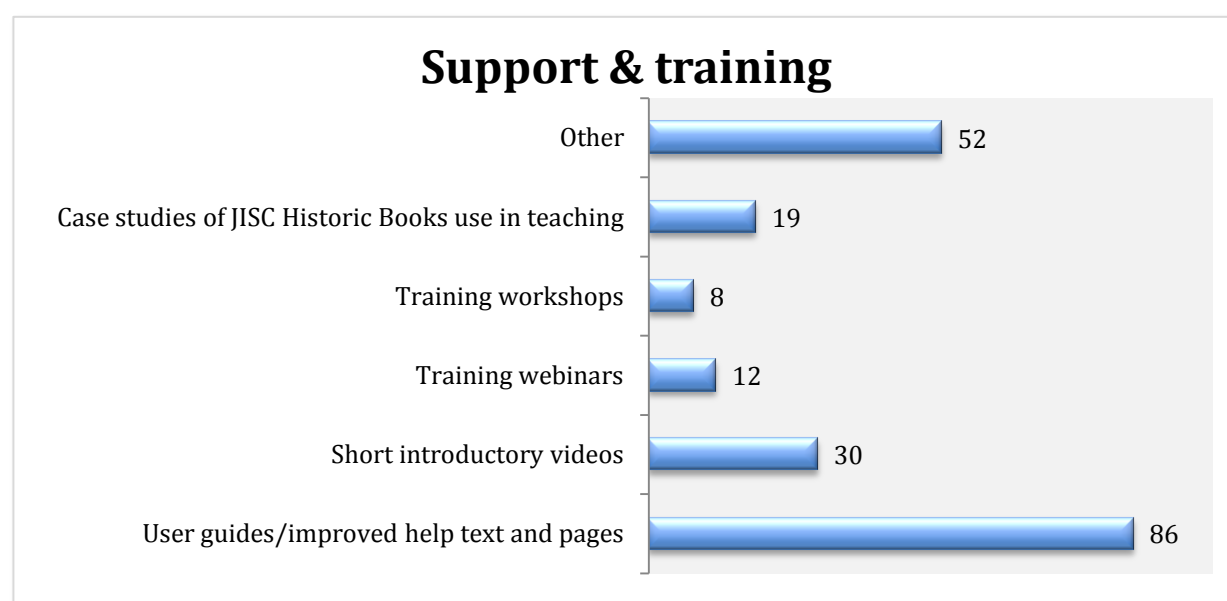 Support & training
Other
52
Case studies of JISC Historic Books use in teaching
19
Training workshops
8
Training webinars
12
Short introductory videos
30
User guides/improved help text and pages
86